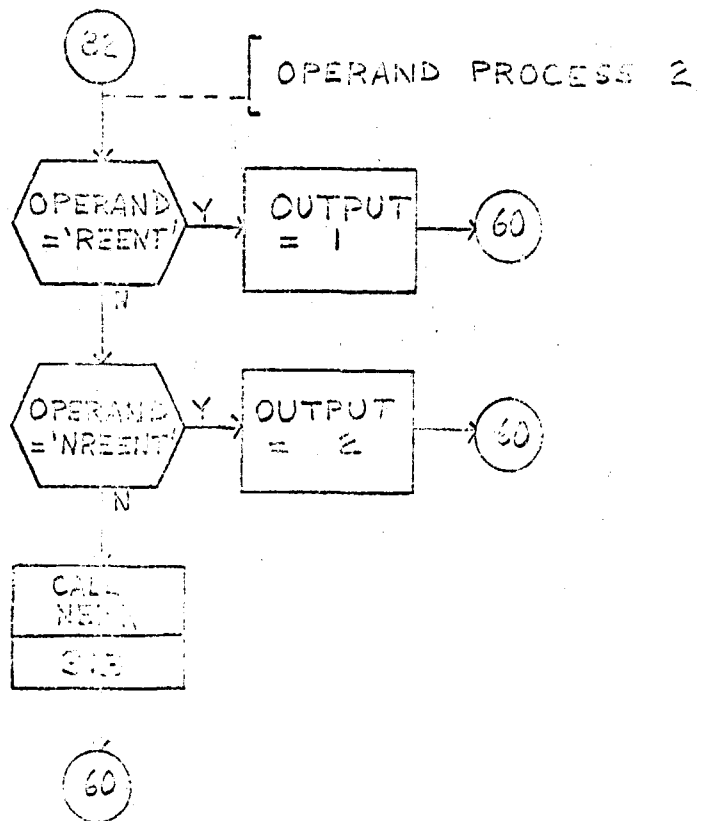 82
OPERAND PROCESS 2
OPERAND
='REENT'
Y
OUTPUT
= 1
60
N
OPERAND
='NREENT'
Y
OUTPUT
= 2
60
N
CALL
60